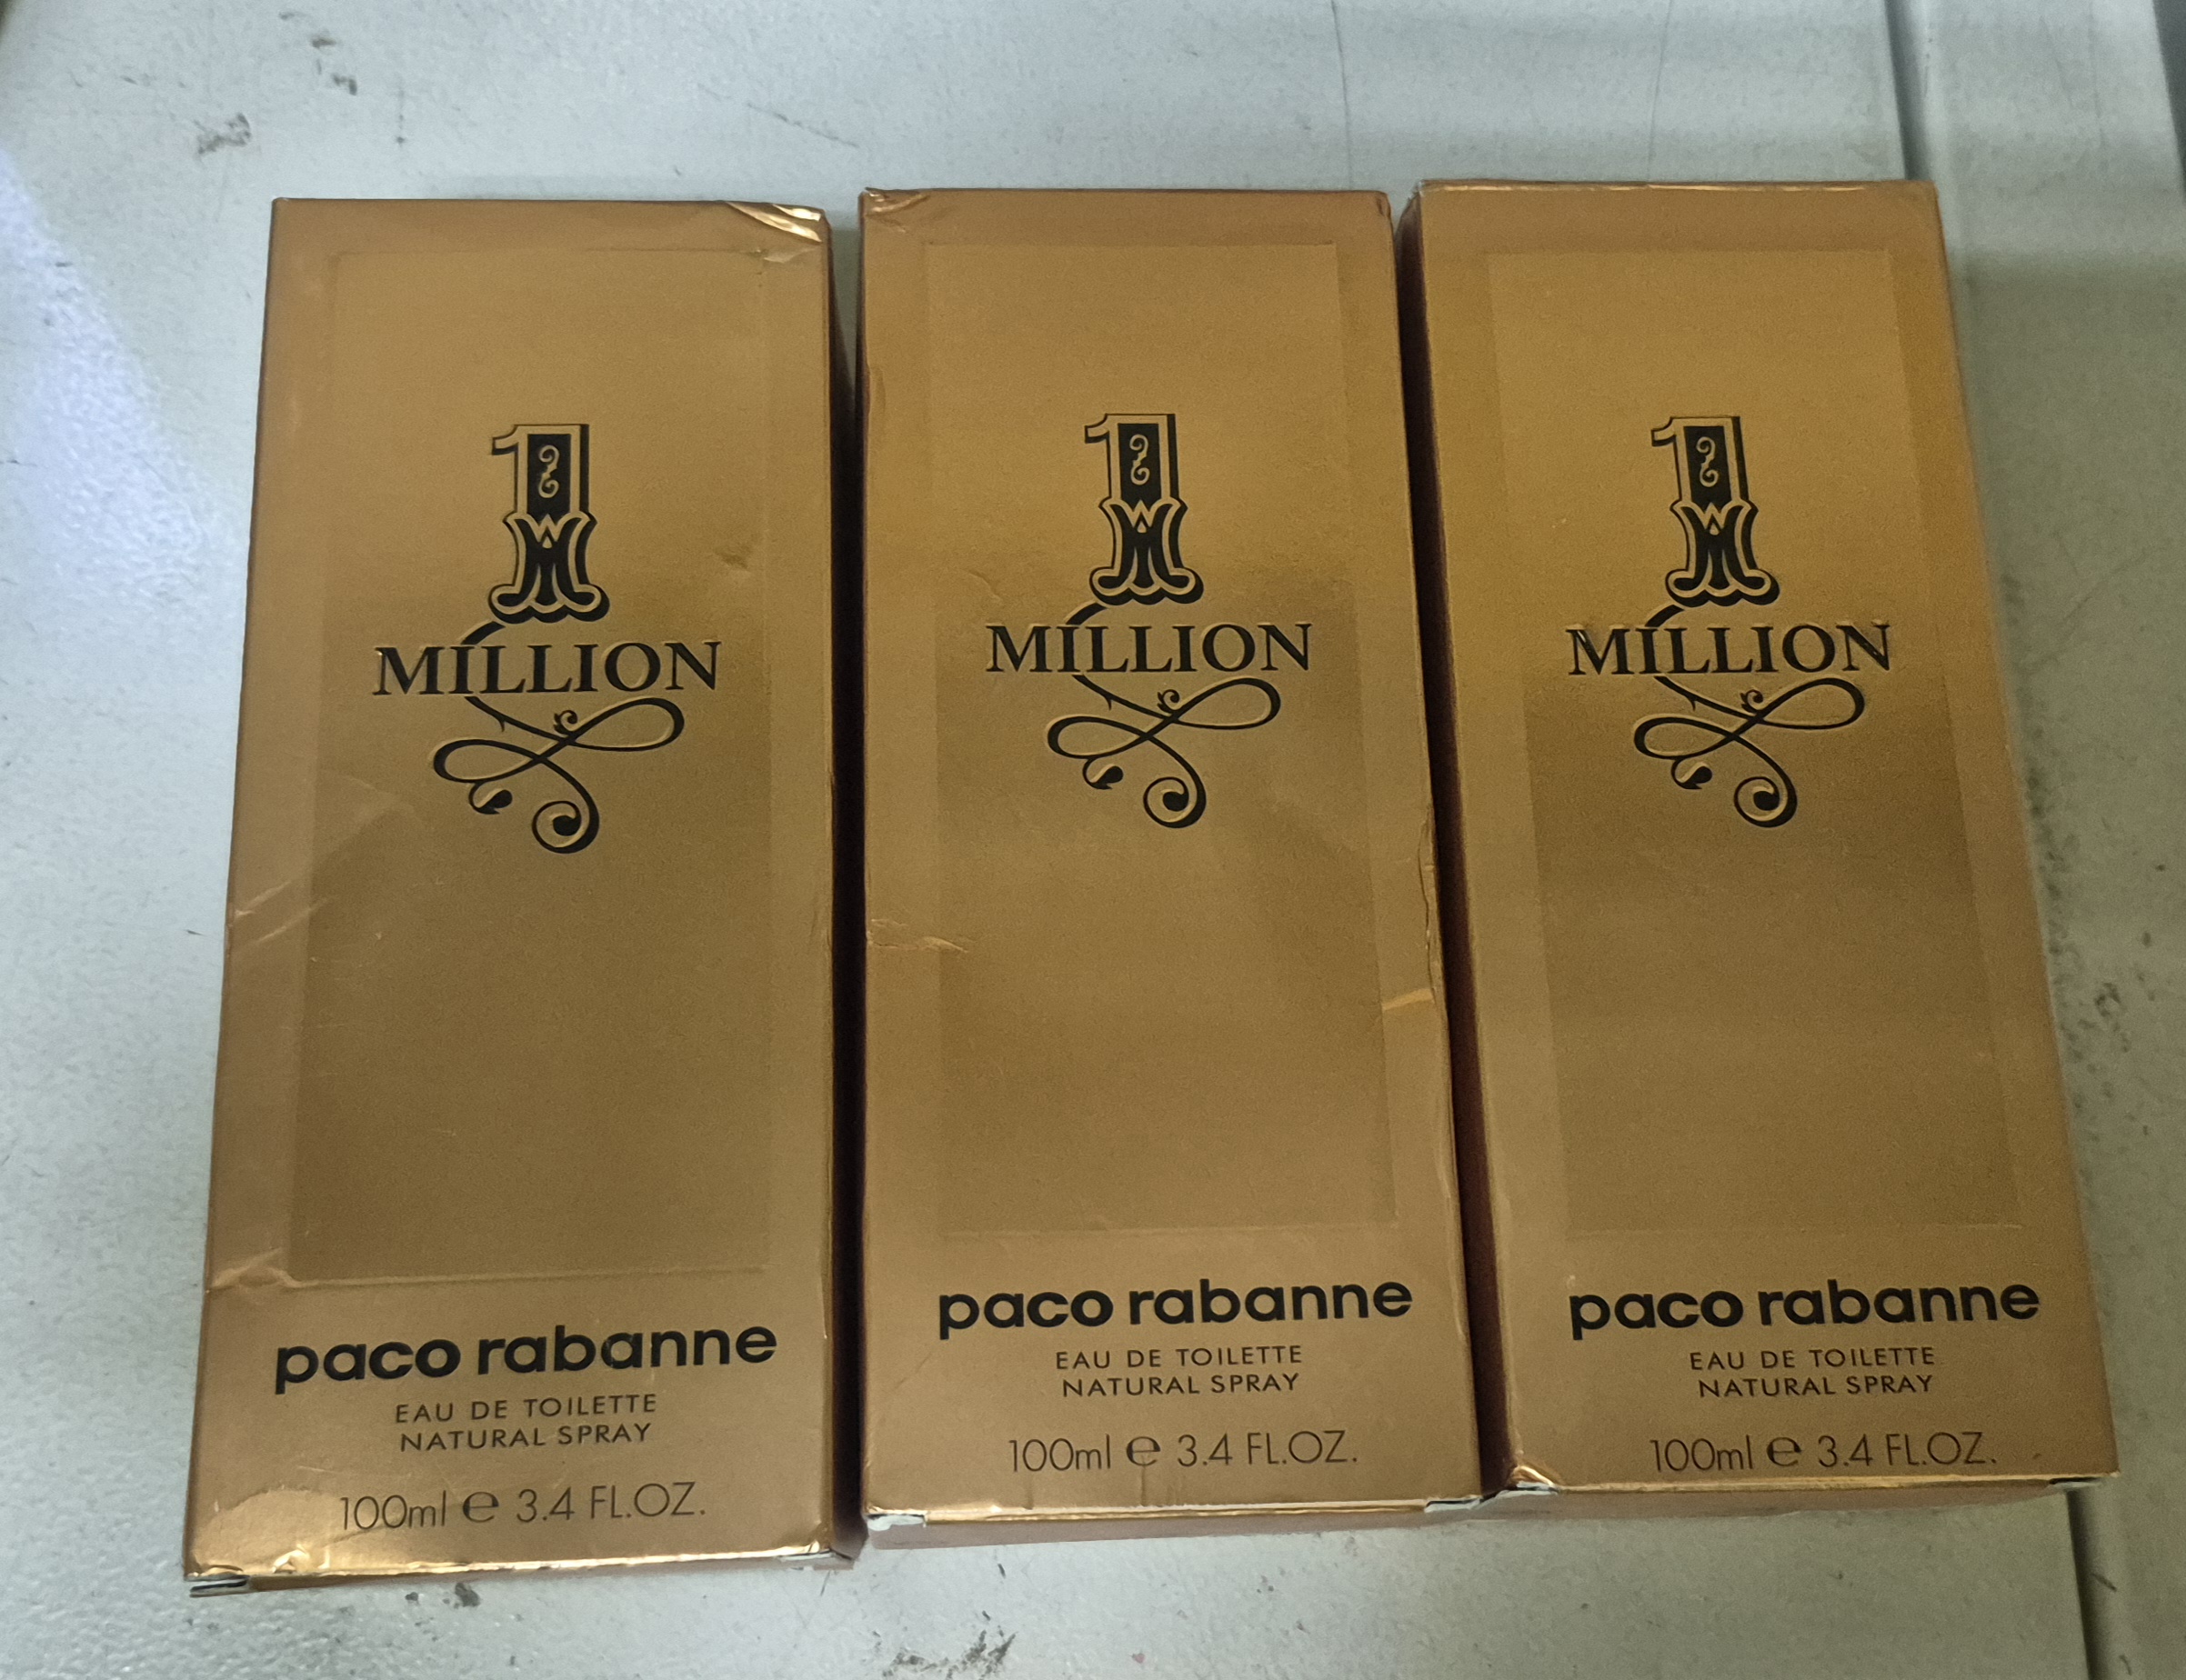 1
MILLION
paco rabanne
EAU DE TOILETTE
NATURAL SPRAY
100ml e 3.4 FL.OZ.
1
MILLION
paco rabanne
EAU DE TOILETTE
NATURAL SPRAY
100ml e 3.4 FL.OZ.
1
MILLION
paco rabanne
EAU DE TOILETTE
NATURAL SPRAY
100ml e 3.4 FL.OZ.